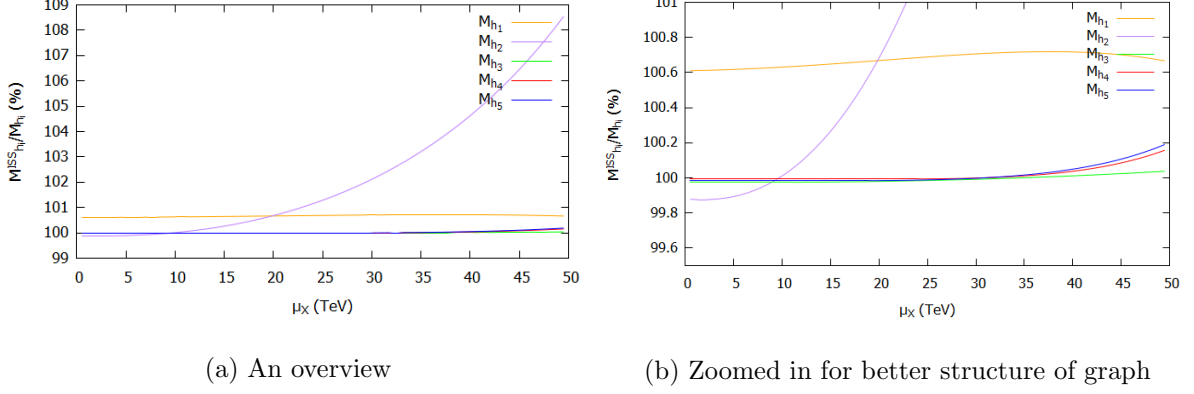 109
108
107
106
105
104
103
102
101
100
99
M^ISS_hi/M_hi (%)
0 5 10 15 20 25 30 35 40 45 50
μ_X (TeV)
M_h1
M_h2
M_h3
M_h4
M_h5
(a) An overview
101
100.8
100.6
100.4
100.2
100
99.8
99.6
M^ISS_hi/M_hi (%)
0 5 10 15 20 25 30 35 40 45 50
μ_X (TeV)
M_h1
M_h2
M_h3
M_h4
M_h5
(b) Zoomed in for better structure of graph